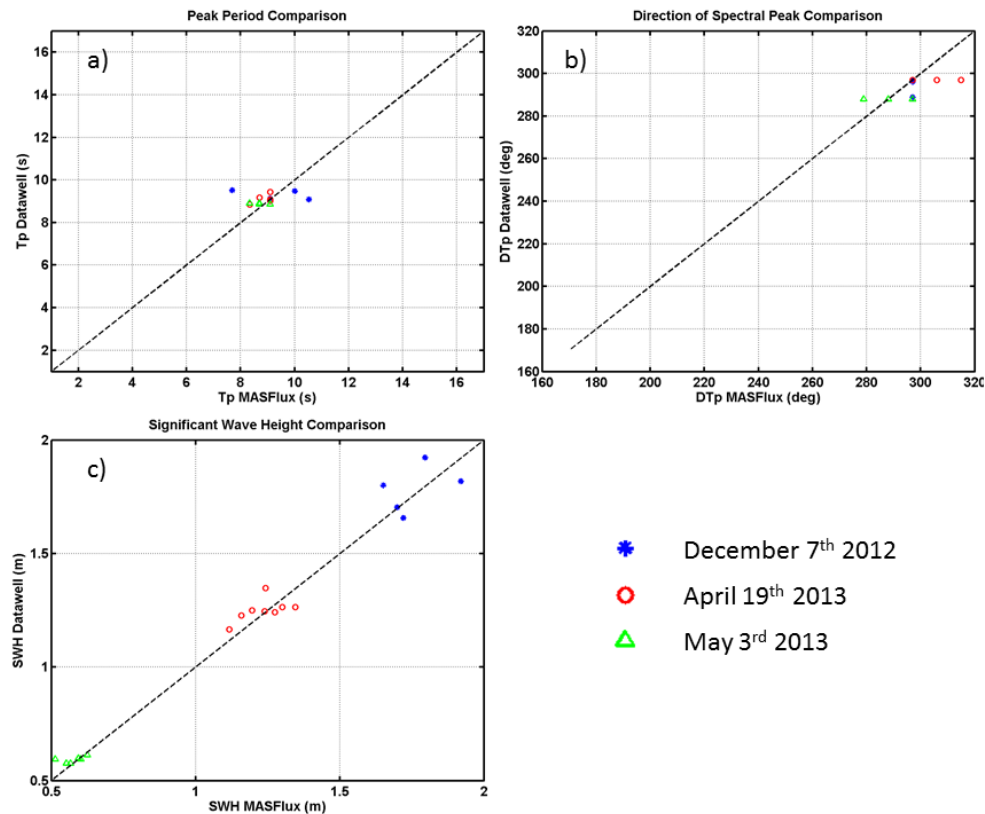 Peak Period Comparison
a)
16
14
12
10
8
6
4
2
Tp Datawell (s)
2 4 6 8 10 12 14 16
Tp MASFlux (s)
Direction of Spectral Peak Comparison
b)
320
300
280
260
240
220
200
180
160
DTp Datawell (deg)
160 180 200 220 240 260 280 300 320
DTp MASFlux (deg)
Significant Wave Height Comparison
c)
2
1.5
1
0.5
SWH Datawell (m)
0.5 1 1.5 2
SWH MASFlux (m)
December 7th 2012
April 19th 2013
May 3rd 2013